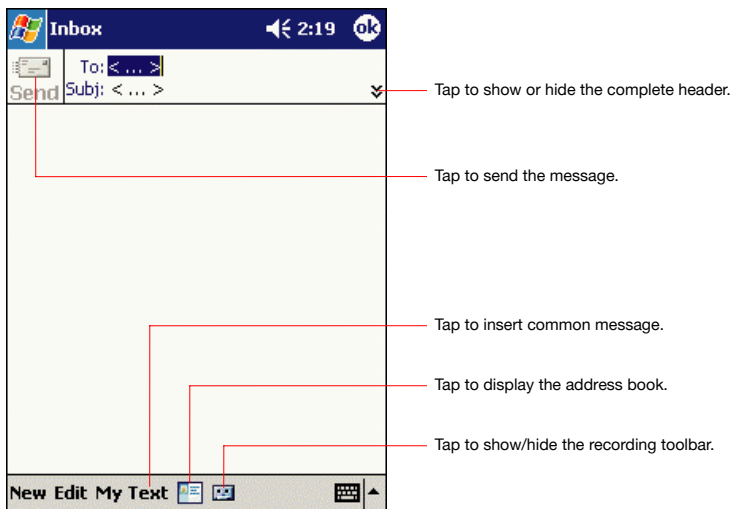 Inbox 2:19 ok
To: < ... >
Send Subj: < ... >
Tap to show or hide the complete header.
Tap to send the message.
Tap to insert common message.
Tap to display the address book.
Tap to show/hide the recording toolbar.
New Edit My Text